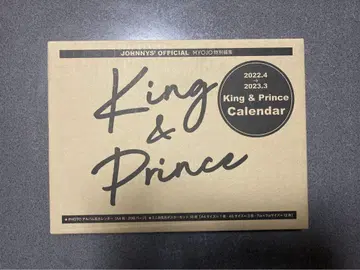 JOHNNYS' OFFICIAL MYOJO特別編集
2022.4
→
2023.3
King & Prince
Calendar
King
&
Prince